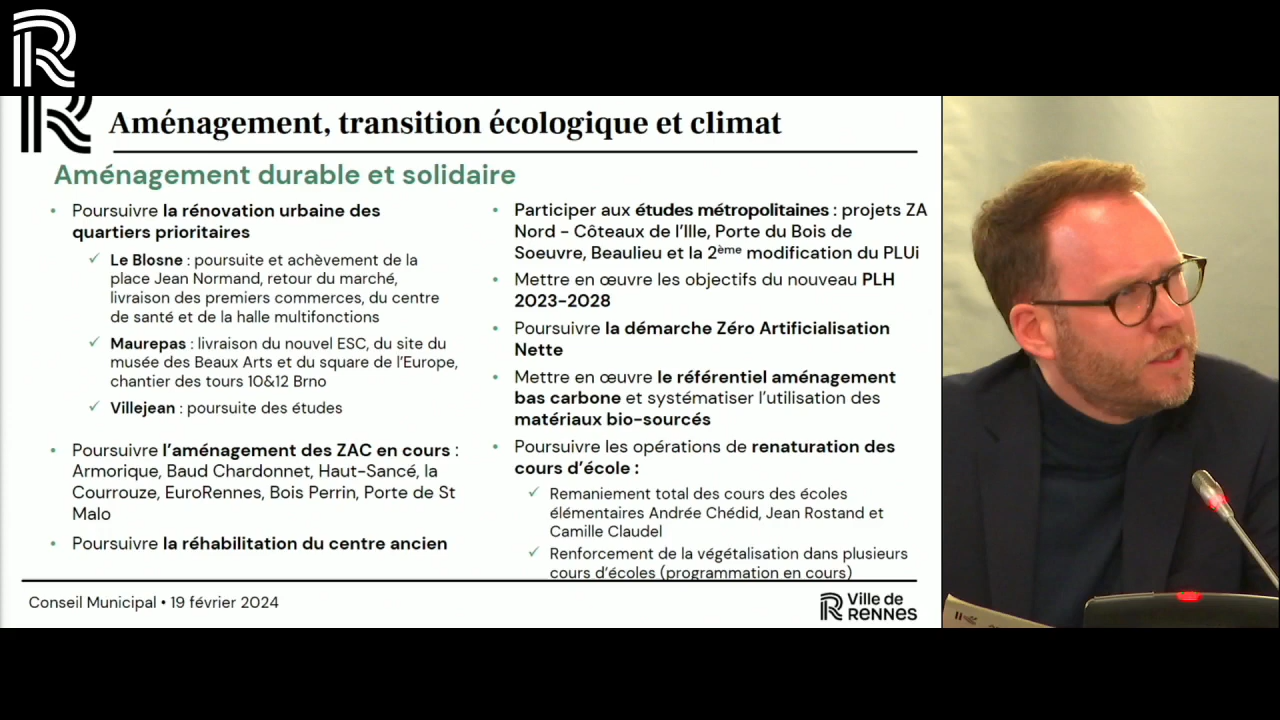 Aménagement, transition écologique et climat
Aménagement durable et solidaire
• Poursuivre la rénovation urbaine des
quartiers prioritaires
✓ Le Blosne : poursuite et achèvement de la
place Jean Normand, retour du marché,
livraison des premiers commerces, du centre
de santé et de la halle multifonctions
✓ Maurepas : livraison du nouvel ESC, du site du
musée des Beaux Arts et du square de l'Europe,
chantier des tours 10&12 Brno
✓ Villejean : poursuite des études
• Poursuivre l'aménagement des ZAC en cours :
Armorique, Baud Chardonnet, Haut-Sancé, la
Courrouze, EuroRennes, Bois Perrin, Porte de St
Malo
• Poursuivre la réhabilitation du centre ancien
• Participer aux études métropolitaines : projets ZA
Nord - Côteaux de l'Ille, Porte du Bois de
Soeuvre, Beaulieu et la 2ème modification du PLUi
• Mettre en œuvre les objectifs du nouveau PLH
2023-2028
• Poursuivre la démarche Zéro Artificialisation
Nette
• Mettre en œuvre le référentiel aménagement
bas carbone et systématiser l'utilisation des
matériaux bio-sourcés
• Poursuivre les opérations de renaturation des
cours d'école :
✓ Remaniement total des cours des écoles
élémentaires Andrée Chédid, Jean Rostand et
Camille Claudel
✓ Renforcement de la végétalisation dans plusieurs
cours d'écoles (programmation en cours)
Conseil Municipal • 19 février 2024
Ville de
RENNES